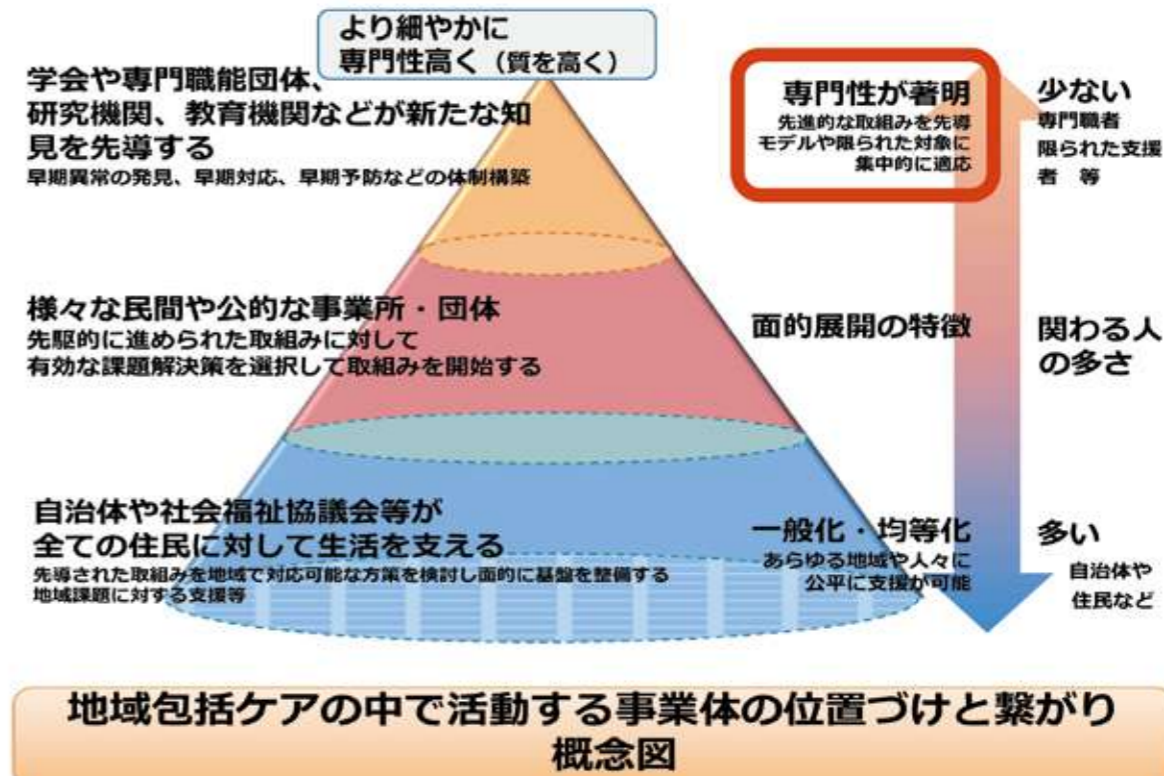 より細やかに
専門性高く（質を高く）
学会や専門職能団体、
研究機関、教育機関などが新たな知
見を先導する
早期異常の発見、早期対応、早期予防などの体制構築
専門性が著明
先進的な取組みを先導
モデルや限られた対象に
集中的に適応
少ない
専門職者
限られた支援
者　等
様々な民間や公的な事業所・団体
先駆的に進められた取組みに対して
有効な課題解決策を選択して取組みを開始する
面的展開の特徴
関わる人
の多さ
自治体や社会福祉協議会等が
全ての住民に対して生活を支える
先導された取組みを地域で対応可能な方策を検討し面的に基盤を整備する
地域課題に対する支援等
一般化・均等化
あらゆる地域や人々に
公平に支援が可能
多い
自治体や
住民など
地域包括ケアの中で活動する事業体の位置づけと繋がり
概念図